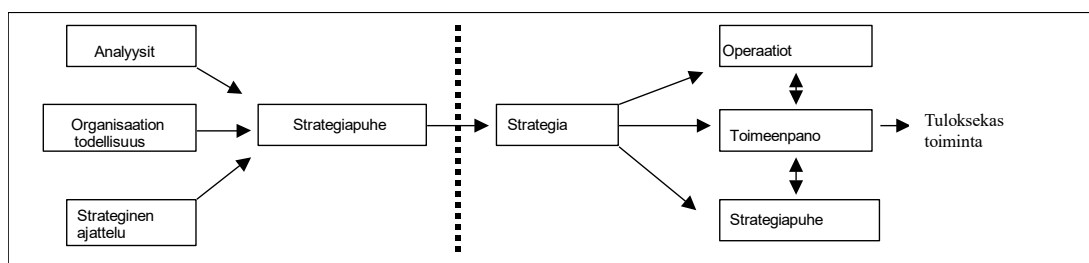 Analyysit
Organisaation
todellisuus
Strateginen
ajattelu
Strategiapuhe
Strategia
Operaatiot
Toimeenpano
Strategiapuhe
Tuloksekas
toiminta